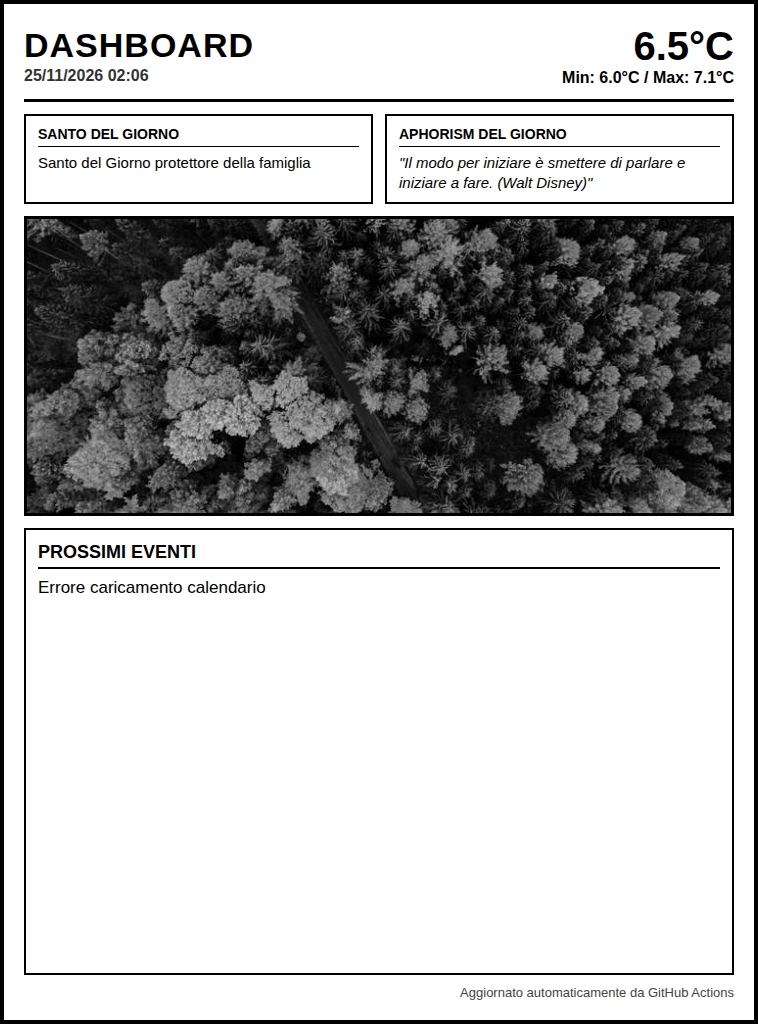 DASHBOARD
25/11/2026 02:06
6.5°C
Min: 6.0°C / Max: 7.1°C
SANTO DEL GIORNO
Santo del Giorno protettore della famiglia
APHORISM DEL GIORNO
"Il modo per iniziare è smettere di parlare e
iniziare a fare. (Walt Disney)"
PROSSIMI EVENTI
Errore caricamento calendario
Aggiornato automaticamente da GitHub Actions